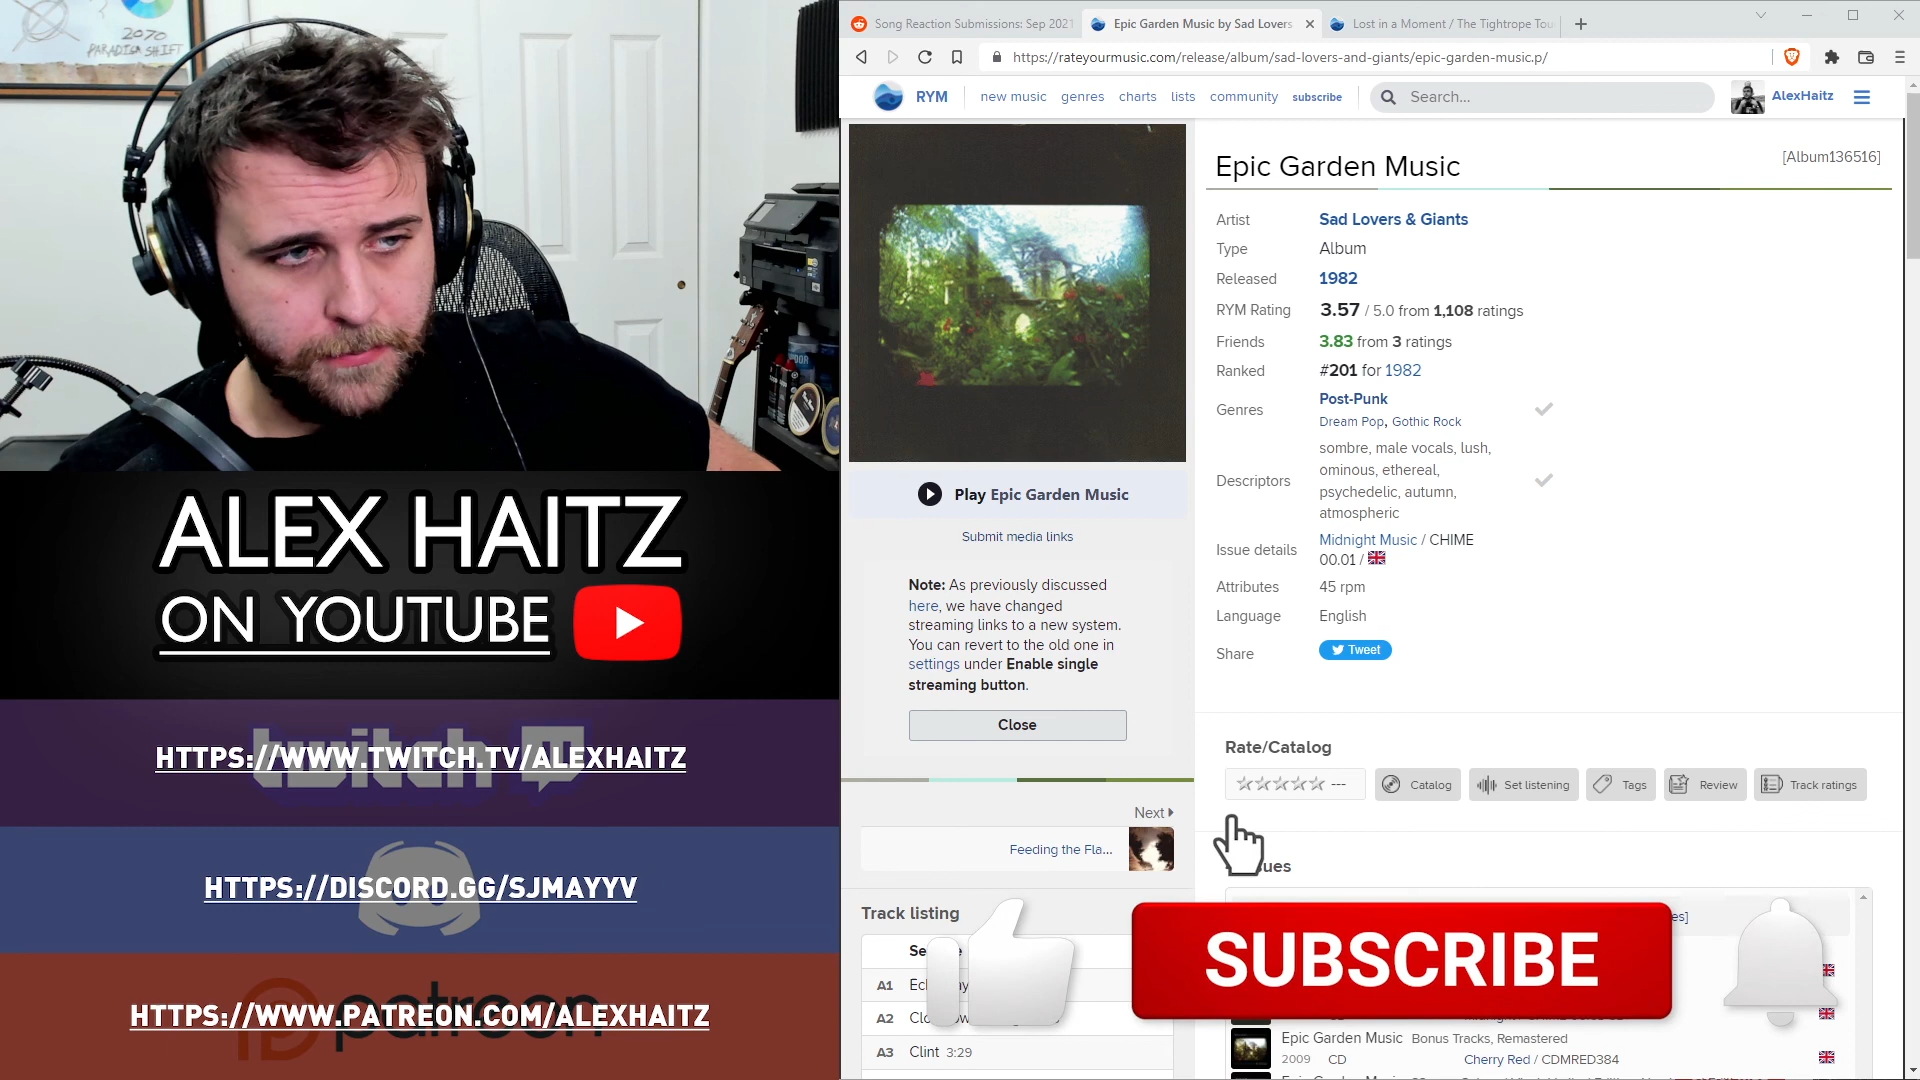 2070
PARADIGM SHIFT
ALEX HAITZ
ON YOUTUBE
twitch
HTTPS://WWW.TWITCH.TV/ALEXHAITZ
HTTPS://DISCORD.GG/SJMAYYV
patreon
HTTPS://WWW.PATREON.COM/ALEXHAITZ
Song Reaction Submissions: Sep 2021
Epic Garden Music by Sad Lovers
Lost in a Moment / The Tightrope Tou
https://rateyourmusic.com/release/album/sad-lovers-and-giants/epic-garden-music.p/
RYM new music genres charts lists community subscribe Search... AlexHaitz
Play Epic Garden Music
Submit media links
Note: As previously discussed
here, we have changed
streaming links to a new system.
You can revert to the old one in
settings under Enable single
streaming button.
Close
Next
Feeding the Fla...
Track listing
A1
A2
A3 Clint 3:29
Epic Garden Music [Album136516]
Artist Sad Lovers & Giants
Type Album
Released 1982
RYM Rating 3.57 / 5.0 from 1,108 ratings
Friends 3.83 from 3 ratings
Ranked #201 for 1982
Genres Post-Punk
Dream Pop, Gothic Rock
Descriptors sombre, male vocals, lush,
ominous, ethereal,
psychedelic, autumn,
atmospheric
Issue details Midnight Music / CHIME
00.01 /
Attributes 45 rpm
Language English
Share Tweet
Rate/Catalog
--- Catalog Set listening Tags Review Track ratings
ues
es]
SUBSCRIBE
Epic Garden Music Bonus Tracks, Remastered
2009 CD Cherry Red / CDMRED384